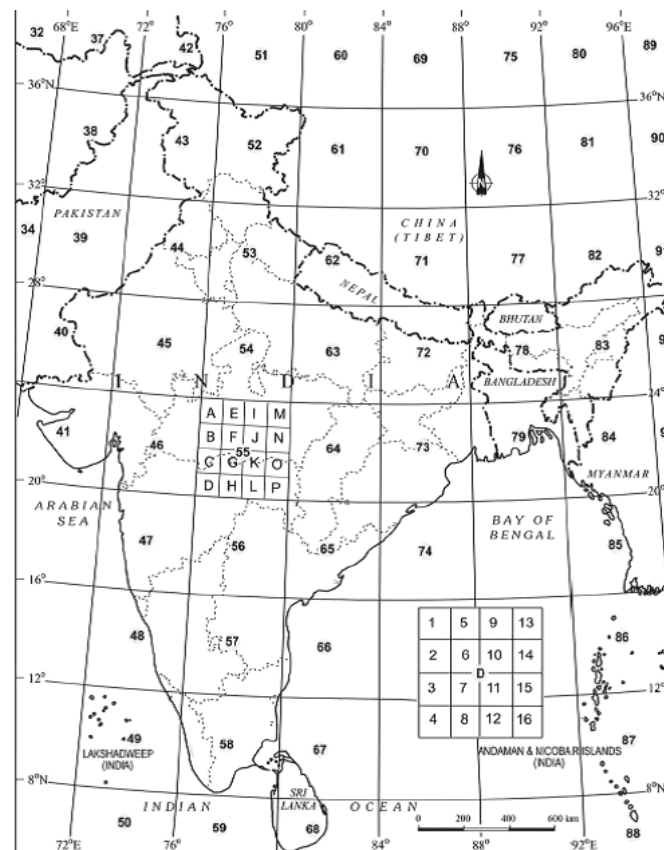 68°E 72° 76° 80° 84° 88° 92° 96°E
32 37 42 51 60 69 75 80 89
36°N 36°N
38 43 52 61 70 76 81 90
N
32° 32°
PAKISTAN
CHINA
(TIBET)
34 39 44 53 62 71 77 82
NEPAL
28° 28°
BHUTAN
40 45 54 63 72 78 83
INDIA
BANGLADESH
24°
A E I M
B F J N
55
C G K O
D H L P
41 46 64 73 79 84
MYANMAR
20° 20°
ARABIAN
SEA
BAY OF
BENGAL
47 56 65 74 85
16°
1 5 9 13
2 6 10 14
D
3 7 11 15
4 8 12 16
48 57 66 86
12° 12°
49
LAKSHADWEEP
(INDIA)
58 67 87
ANDAMAN & NICOBAR ISLANDS
(INDIA)
8°N 8°N
INDIAN OCEAN
SRI
LANKA
0 200 400 600 km
50 59 68 88
72°E 76° 80° 84° 88° 92°E